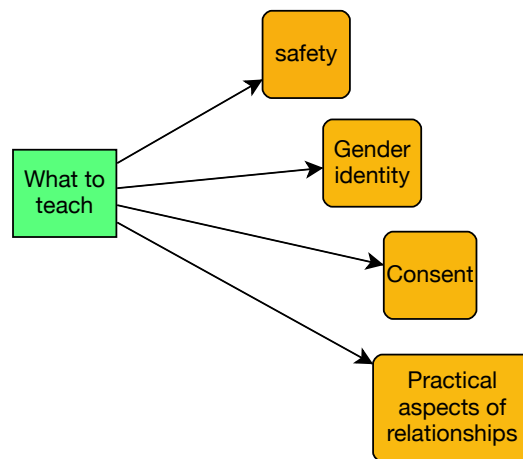 safety
Gender
identity
What to
teach
Consent
Practical
aspects of
relationships